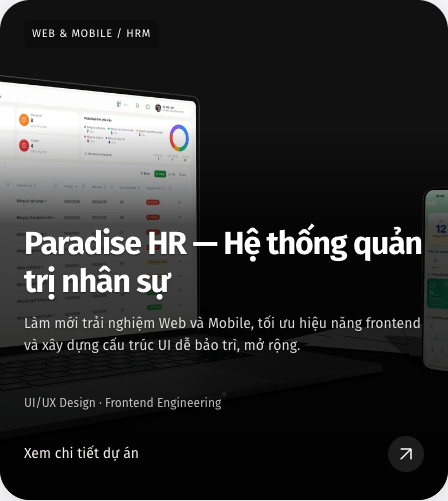 WEB & MOBILE / HRM
Paradise HR — Hệ thống quản
trị nhân sự
Làm mới trải nghiệm Web và Mobile, tối ưu hiệu năng frontend
và xây dựng cấu trúc UI dễ bảo trì, mở rộng.
UI/UX Design · Frontend Engineering
Xem chi tiết dự án